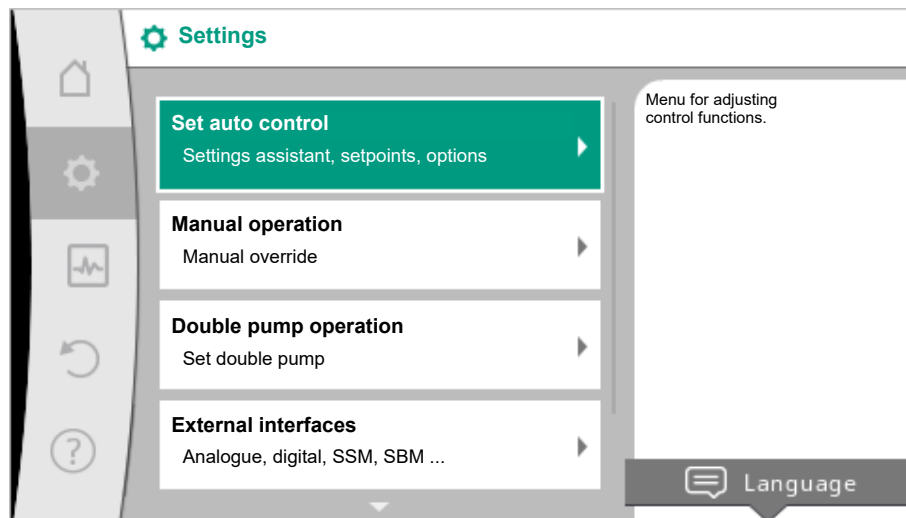 Settings
Set auto control
Settings assistant, setpoints, options
Manual operation
Manual override
Double pump operation
Set double pump
External interfaces
Analogue, digital, SSM, SBM ...
Menu for adjusting
control functions.
?
Language